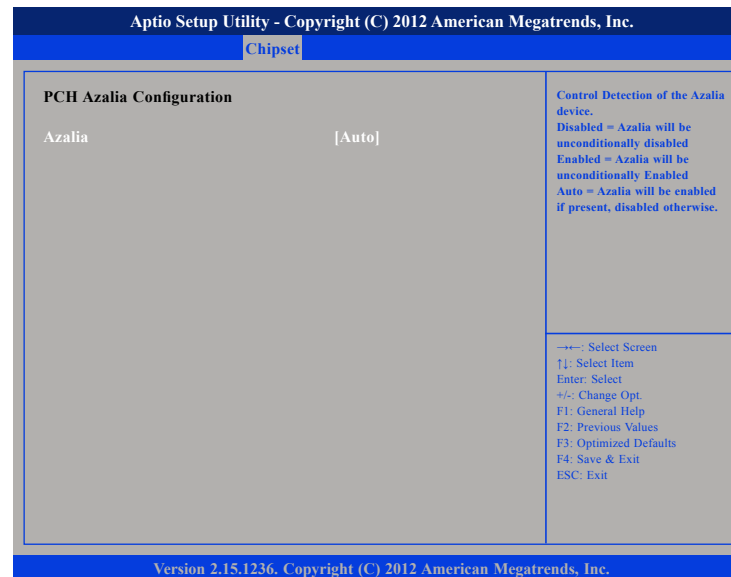 Aptio Setup Utility - Copyright (C) 2012 American Megatrends, Inc.
Chipset
PCH Azalia Configuration
Azalia [Auto]
Control Detection of the Azalia
device.
Disabled = Azalia will be
unconditionally disabled
Enabled = Azalia will be
unconditionally Enabled
Auto = Azalia will be enabled
if present, disabled otherwise.
→←: Select Screen
↑↓: Select Item
Enter: Select
+/-: Change Opt.
F1: General Help
F2: Previous Values
F3: Optimized Defaults
F4: Save & Exit
ESC: Exit
Version 2.15.1236. Copyright (C) 2012 American Megatrends, Inc.